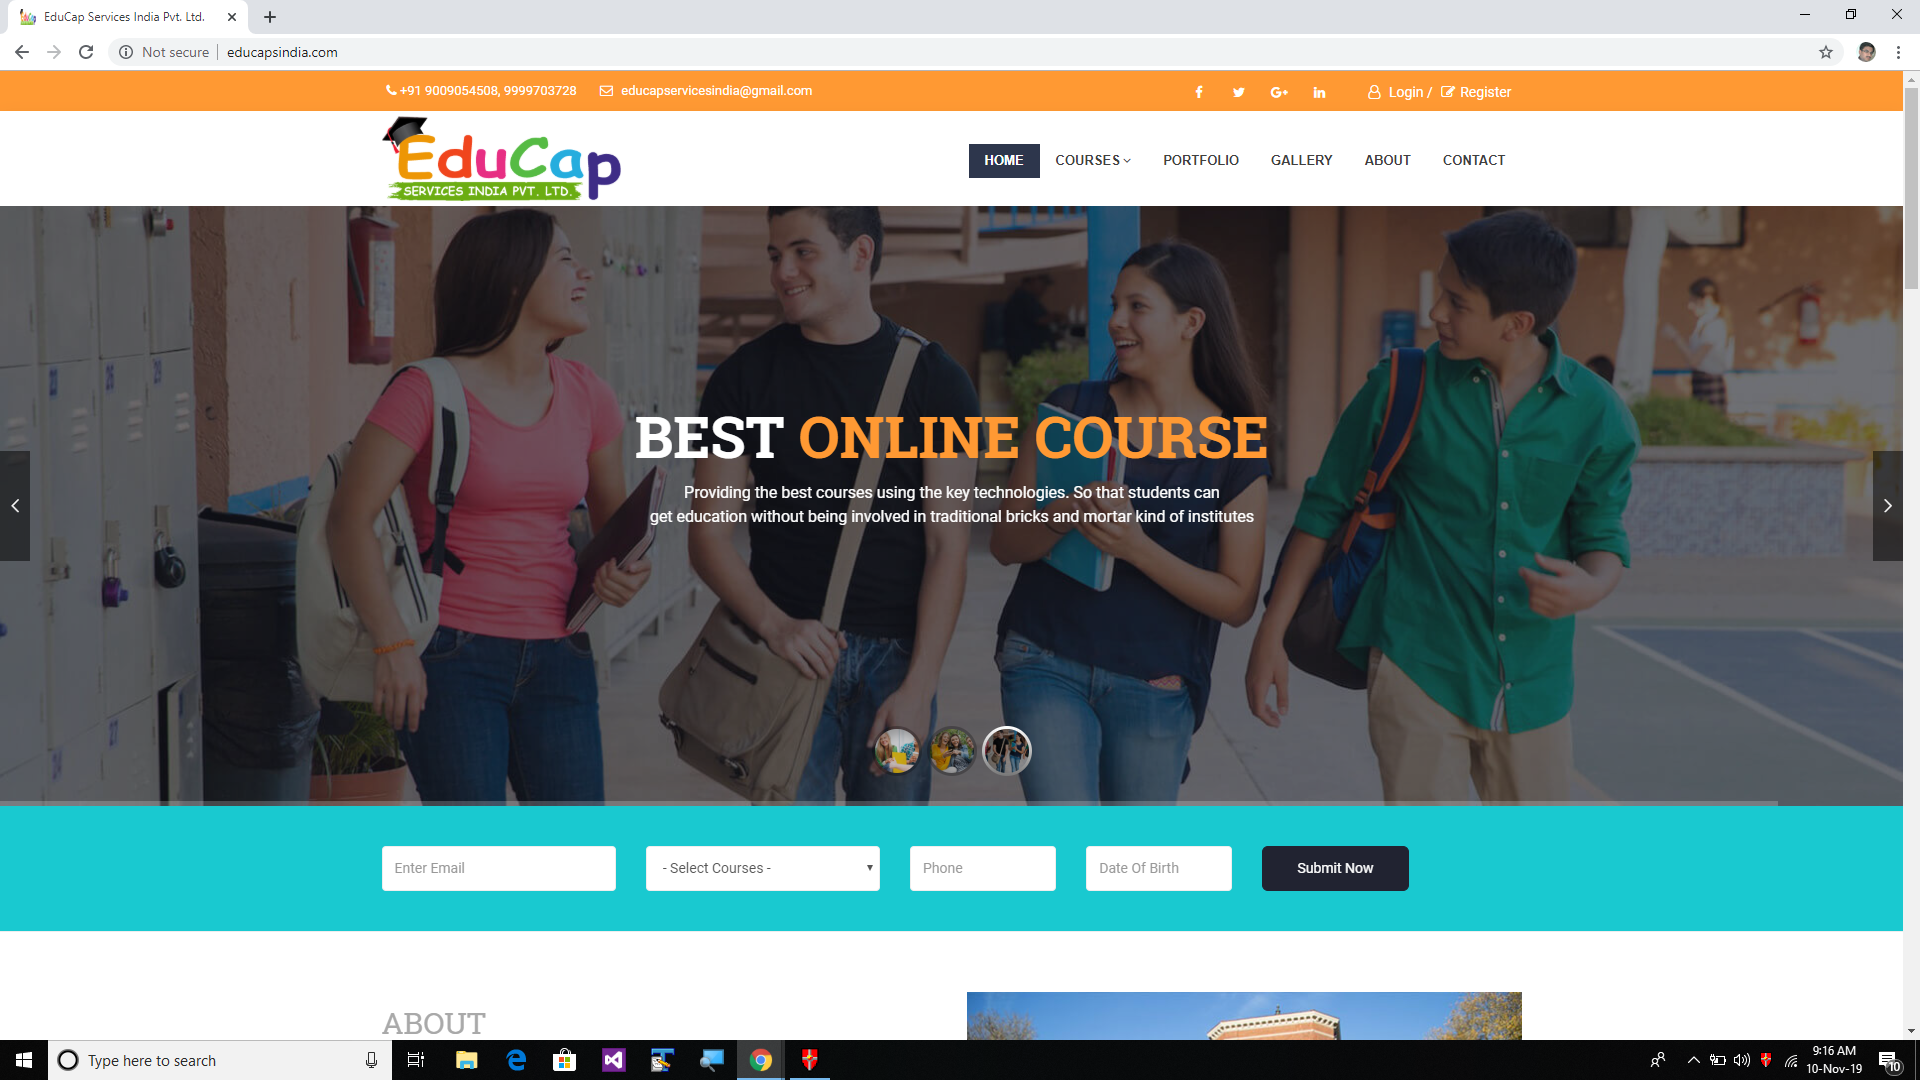 EduCap Services India Pvt. Ltd.
Not secure
educapsindia.com
+91 9009054508, 9999703728
educapservicesindia@gmail.com
Login /
Register
EduCap
SERVICES INDIA PVT. LTD.
HOME
COURSES
PORTFOLIO
GALLERY
ABOUT
CONTACT
BEST ONLINE COURSE
Providing the best courses using the key technologies. So that students can
get education without being involved in traditional bricks and mortar kind of institutes
Enter Email
- Select Courses -
Phone
Date Of Birth
Submit Now
ABOUT
Type here to search
9:16 AM
10-Nov-19
10